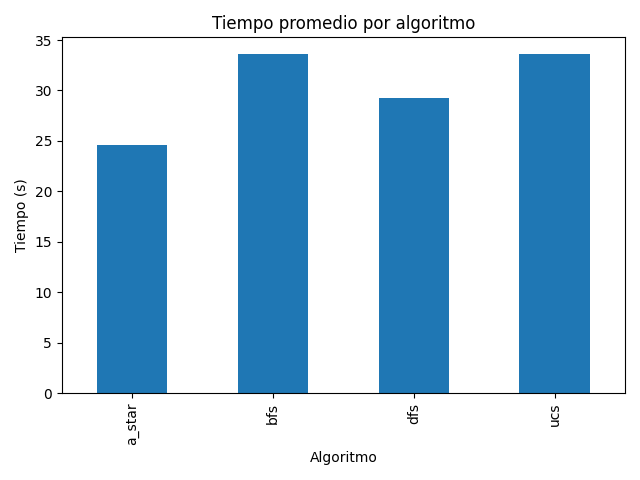 Tiempo promedio por algoritmo
Tiempo (s)
35
30
25
20
15
10
5
0
a_star
bfs
dfs
ucs
Algoritmo